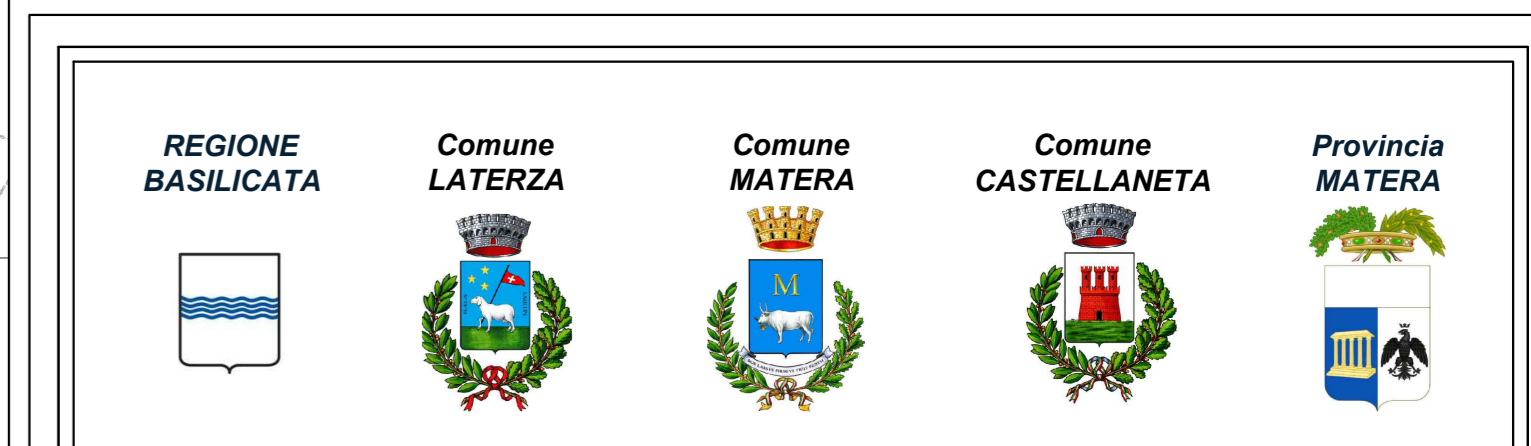 REGIONE
BASILICATA
Comune
LATERZA
Comune
MATERA
Comune
CASTELLANETA
Provincia
MATERA
M